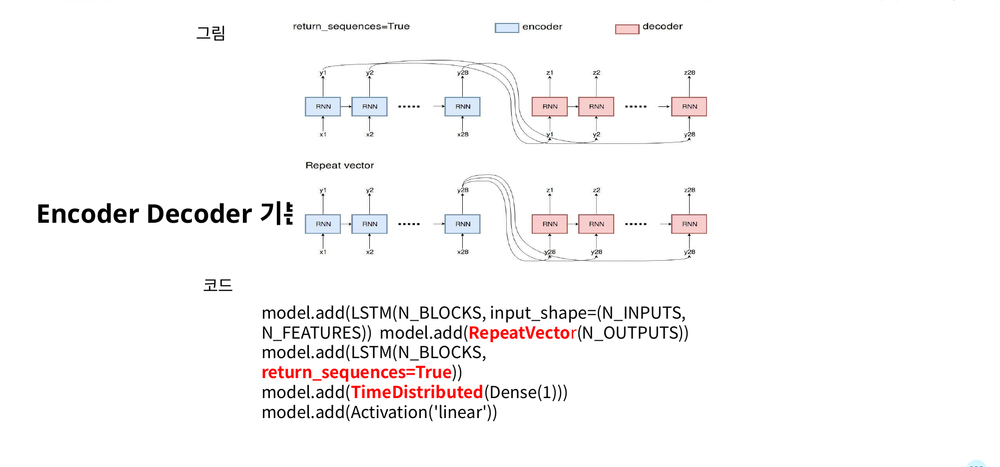 그림
return_sequences=True
encoder
decoder
y1 y2 y28 z1 z2 z28
RNN RNN ..... RNN RNN RNN ..... RNN
x1 x2 x28 y1 y2 y28
Repeat vector
y1 y2 y28 z1 z2 z28
Encoder Decoder
RNN RNN ..... RNN RNN RNN ..... RNN
x1 x2 x28 y28 y28 y28
코드
model.add(LSTM(N_BLOCKS, input_shape=(N_INPUTS,
N_FEATURES)) model.add(RepeatVector(N_OUTPUTS))
model.add(LSTM(N_BLOCKS,
return_sequences=True))
model.add(TimeDistributed(Dense(1)))
model.add(Activation('linear'))